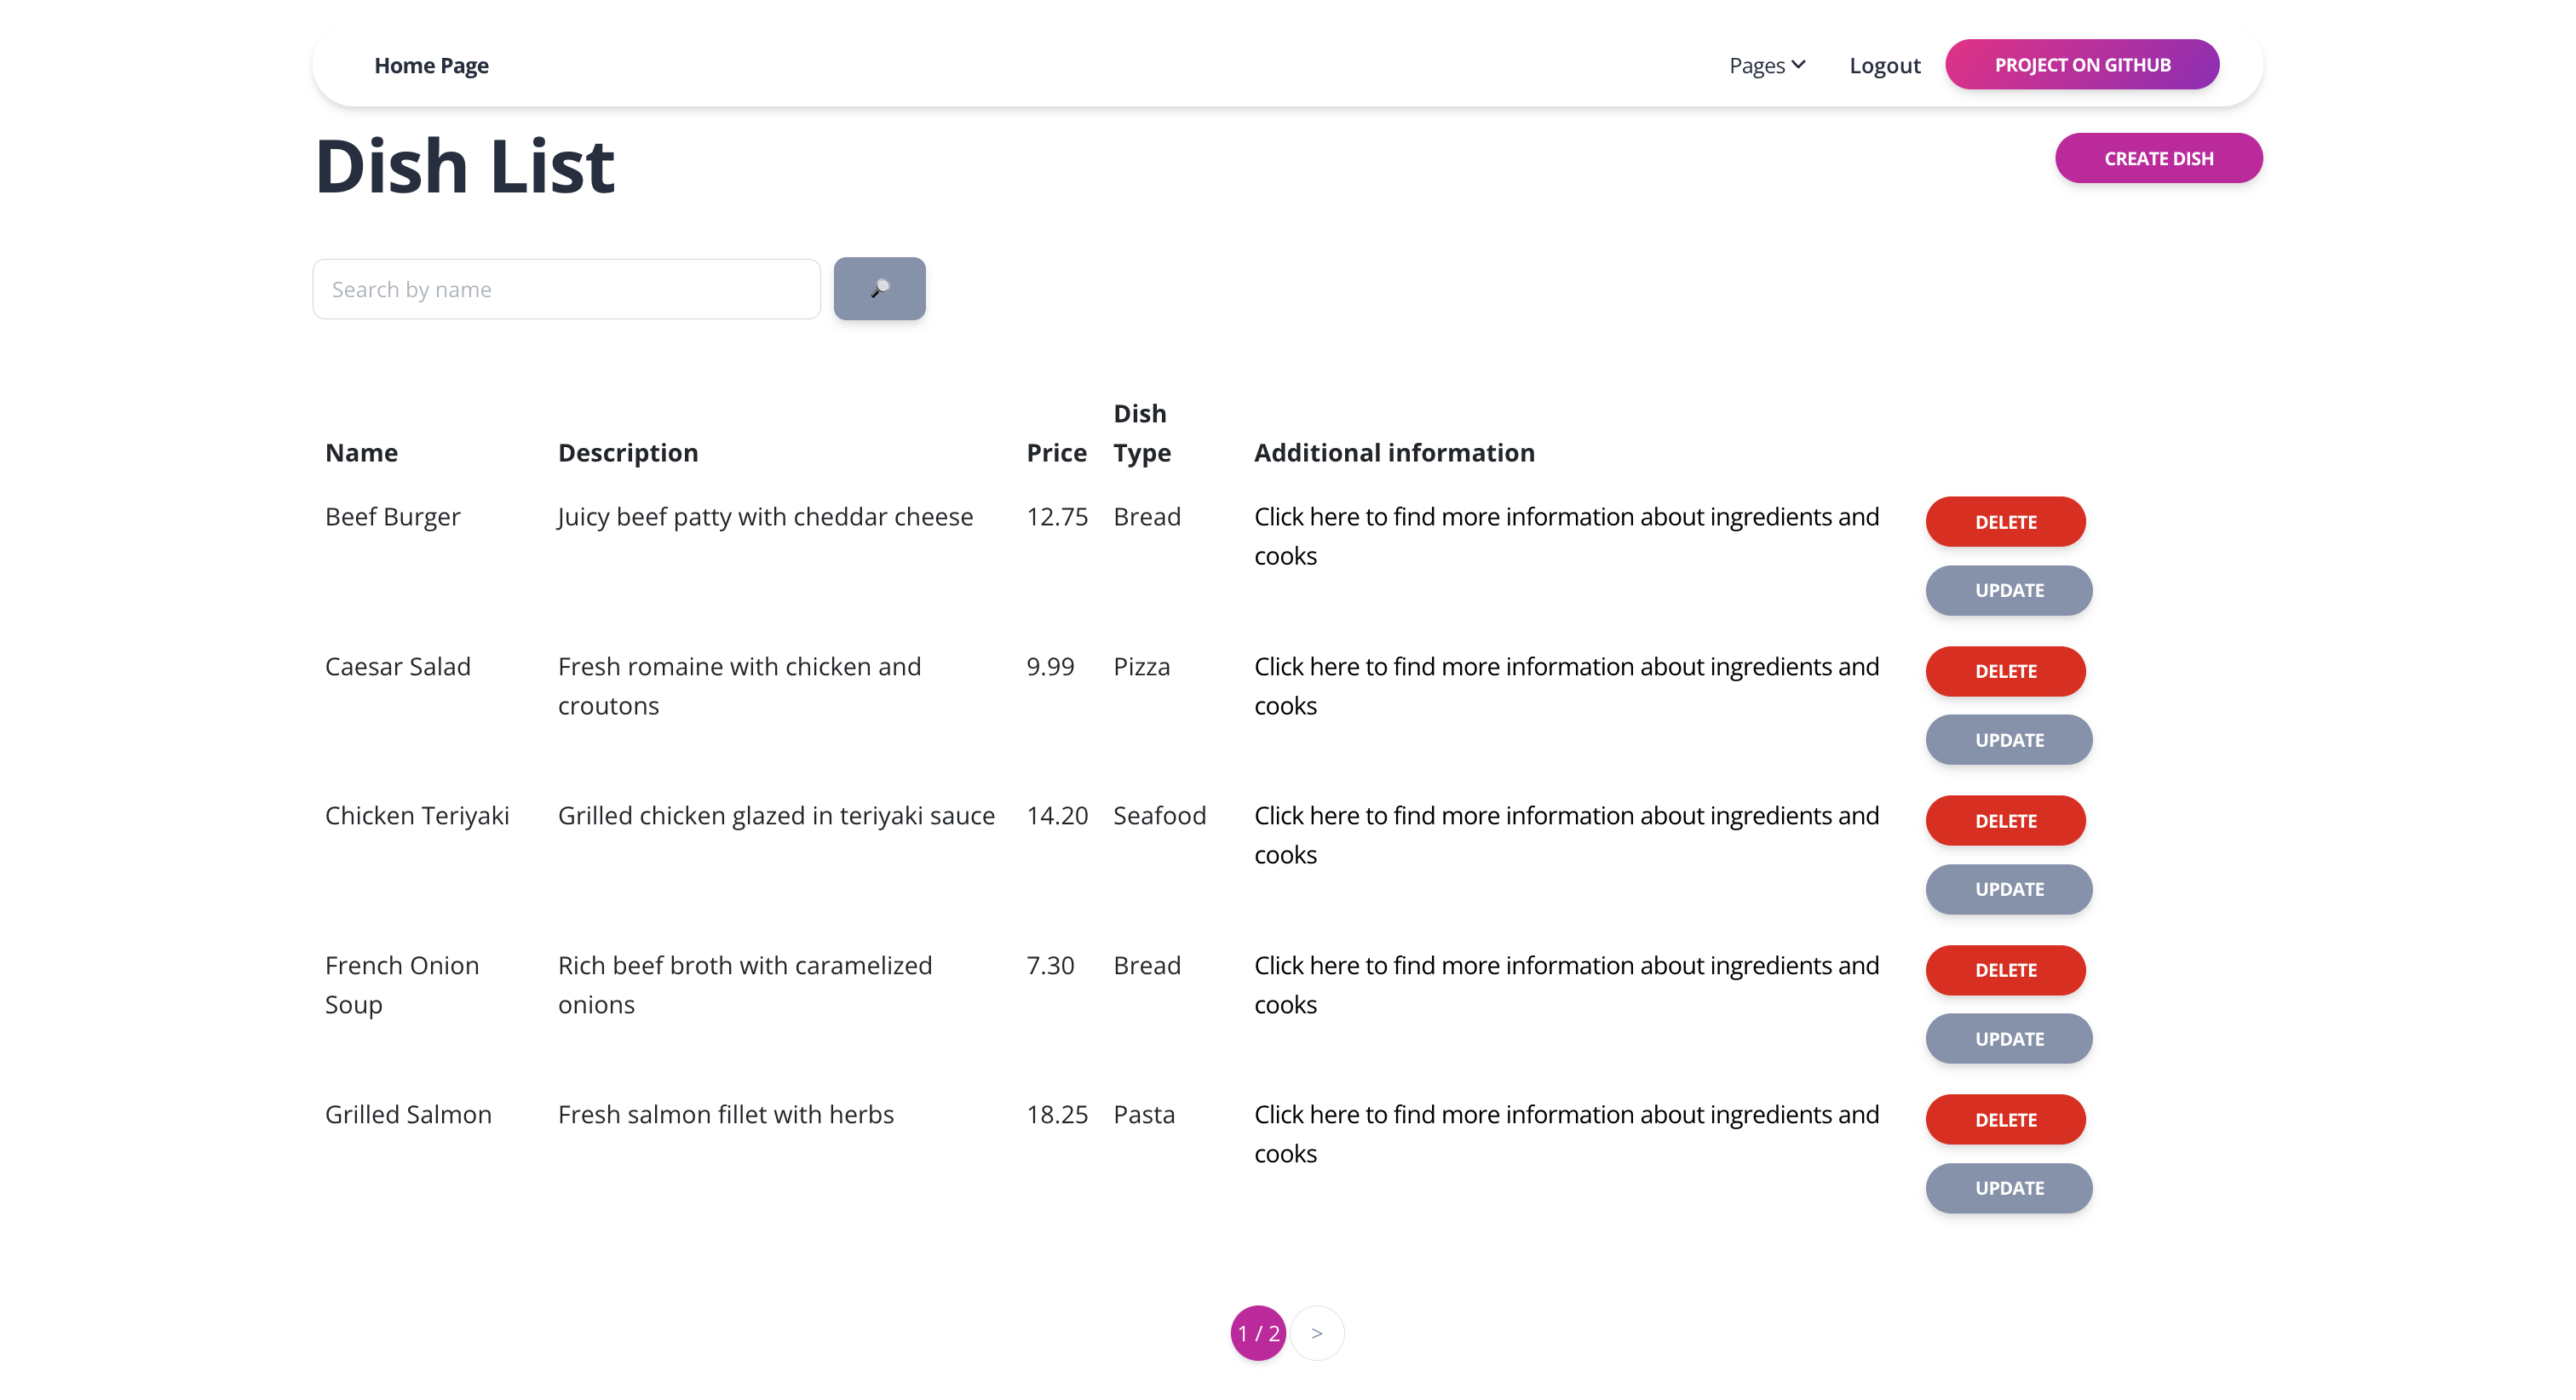 Home Page
Pages
Logout
PROJECT ON GITHUB
Dish List
CREATE DISH
Search by name
Name
Description
Price
Dish
Type
Additional information
Beef Burger
Juicy beef patty with cheddar cheese
12.75
Bread
Click here to find more information about ingredients and
cooks
DELETE
UPDATE
Caesar Salad
Fresh romaine with chicken and
croutons
9.99
Pizza
Click here to find more information about ingredients and
cooks
DELETE
UPDATE
Chicken Teriyaki
Grilled chicken glazed in teriyaki sauce
14.20
Seafood
Click here to find more information about ingredients and
cooks
DELETE
UPDATE
French Onion
Soup
Rich beef broth with caramelized
onions
7.30
Bread
Click here to find more information about ingredients and
cooks
DELETE
UPDATE
Grilled Salmon
Fresh salmon fillet with herbs
18.25
Pasta
Click here to find more information about ingredients and
cooks
DELETE
UPDATE
1 / 2
>